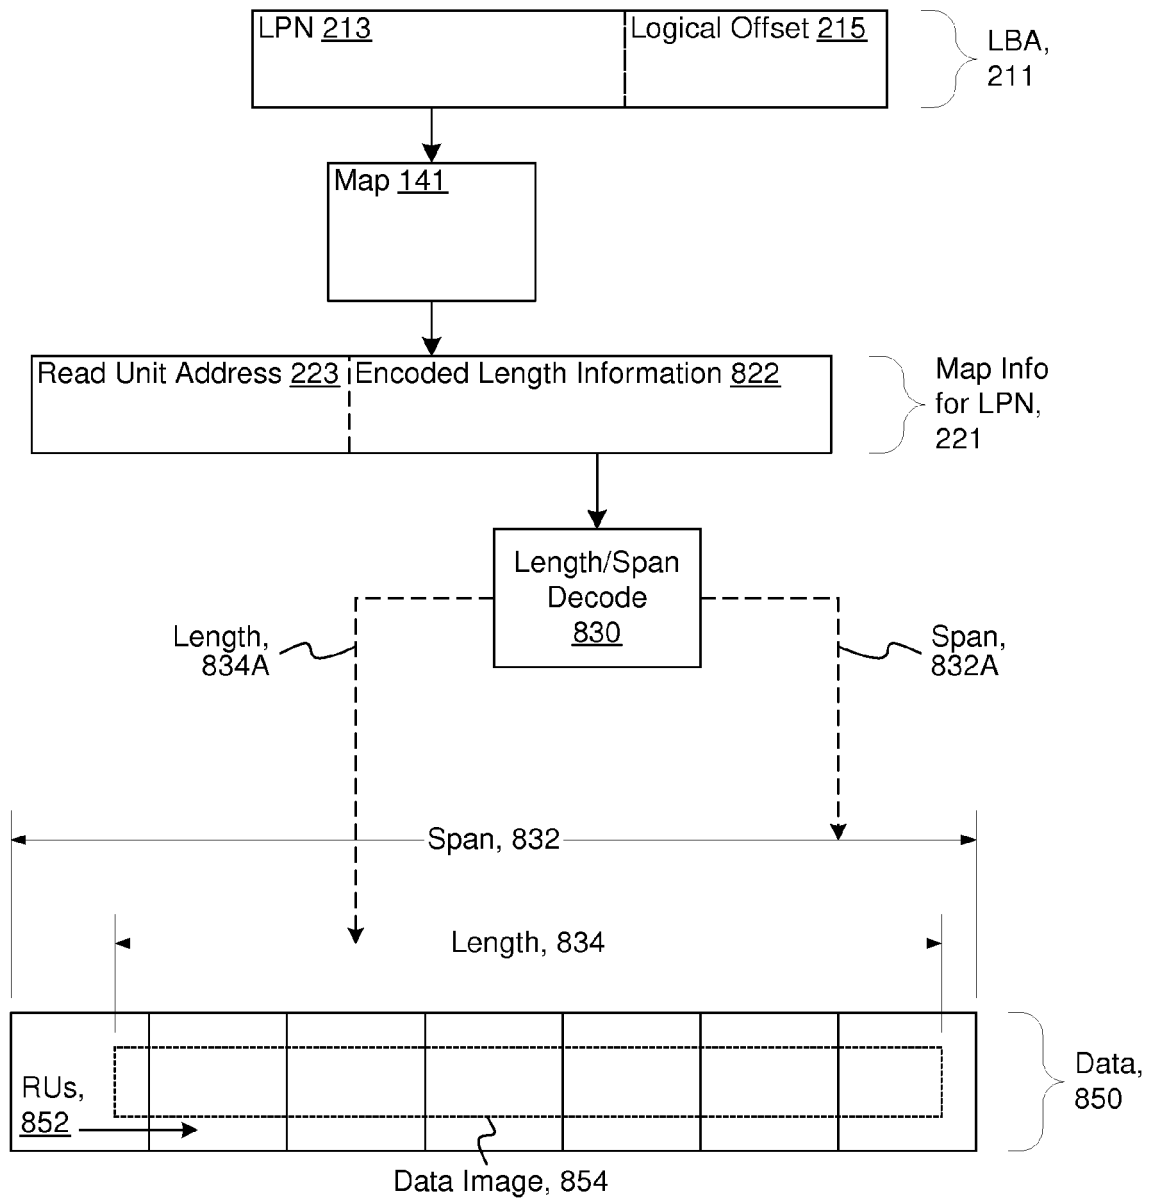 LPN 213
Logical Offset 215
LBA,
211
Map 141
Read Unit Address 223
Encoded Length Information 822
Map Info
for LPN,
221
Length/Span
Decode
830
Length,
834A
Span,
832A
Span, 832
Length, 834
RUs,
852
Data,
850
Data Image, 854